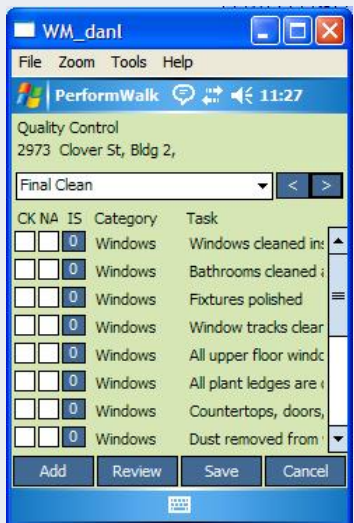 WM_danl
File Zoom Tools Help
PerformWalk 11:27
Quality Control
2973 Clover St, Bldg 2,
Final Clean < >
CK NA IS Category Task
0 Windows Windows cleaned
0 Windows Bathrooms cleaned
0 Windows Fixtures polished
0 Windows Window tracks clear
0 Windows All upper floor
0 Windows All plant ledges are
0 Windows Countertops, doors,
0 Windows Dust removed from
Add Review Save Cancel